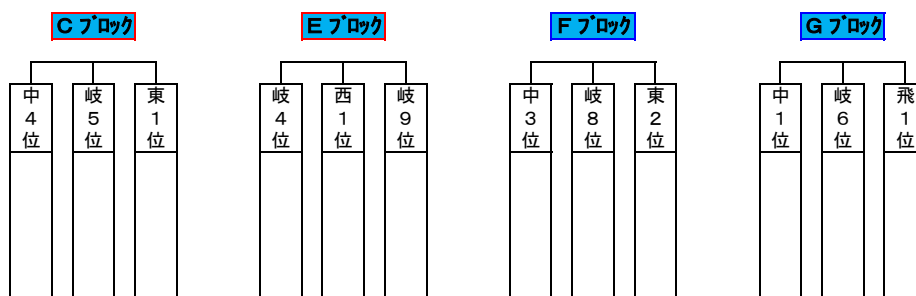 Cブロック
Eブロック
Fブロック
Gブロック
中4位
岐5位
東1位
岐4位
西1位
岐9位
中3位
岐8位
東2位
中1位
岐6位
飛1位